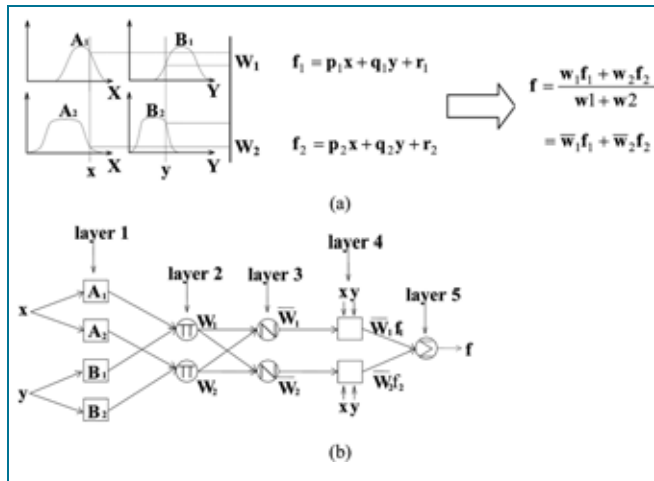 A₁ B₁
W₁ f₁ = p₁x + q₁y + r₁
X Y
f = w₁f₁ + w₂f₂ / w1 + w2
A₂ B₂
W₂ f₂ = p₂x + q₂y + r₂
= w̅₁f₁ + w̅₂f₂
X Y
x y
(a)
layer 1
layer 2 layer 3 layer 4 layer 5
x y
x A₁ Π W₁ N W̅₁ W̅₁f₁
A₂ Σ f
y B₁ Π W₂ N W̅₂ W̅₂f₂
B₂
x y
(b)